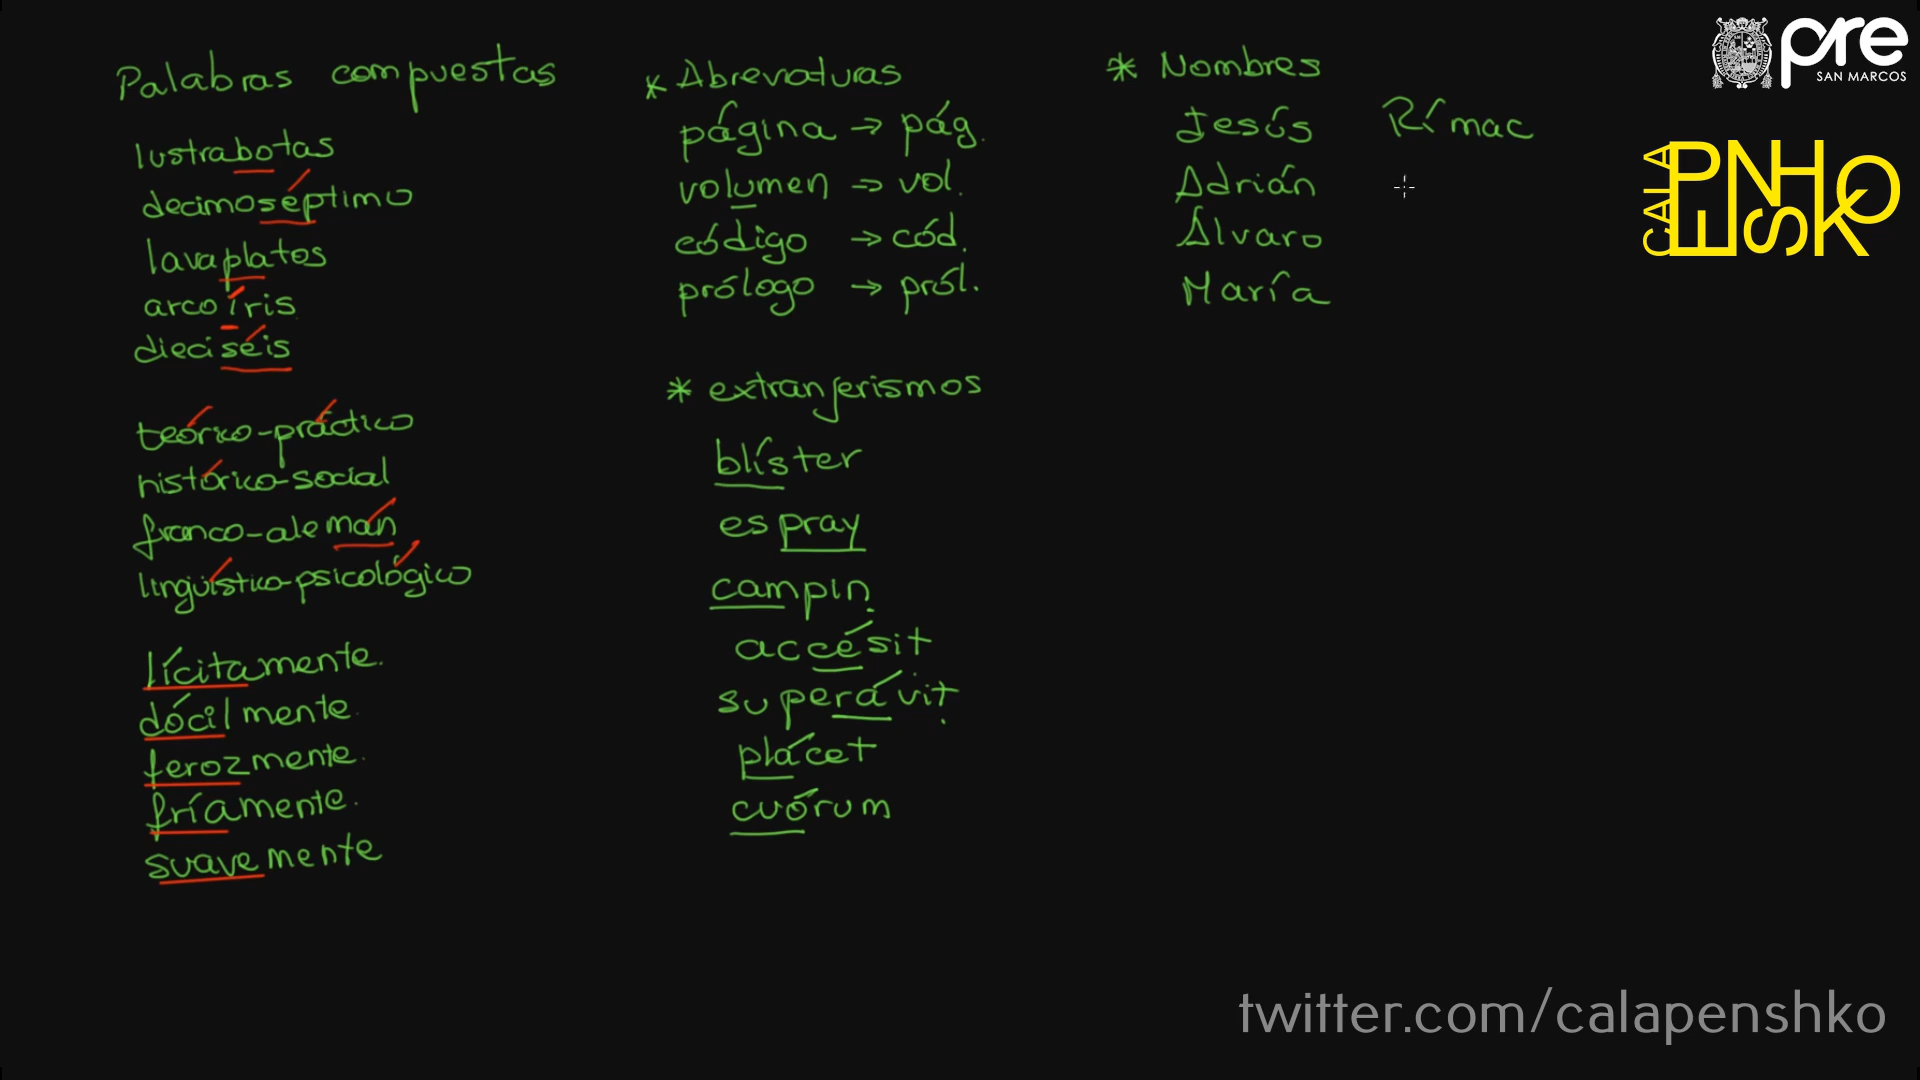 Palabras compuestas
lustrabotas
decimoséptimo
lavaplatos
arcoíris
dieciséis
teórico-práctico
histórico-social
franco-alemán
lingüístico-psicológico
lícitamente.
dócilmente.
ferozmente.
fríamente.
suavemente
* Abreviaturas
página → pág.
volumen → vol.
código → cód.
prólogo → pról.
* extranjerismos
blíster
espray
campin.
accésit
superávit
plácet
cuórum
* Nombres
Jesús Rímac
Adrián
Álvaro
María
pre
SAN MARCOS
CALA
PENSHKO
twitter.com/calapenshko